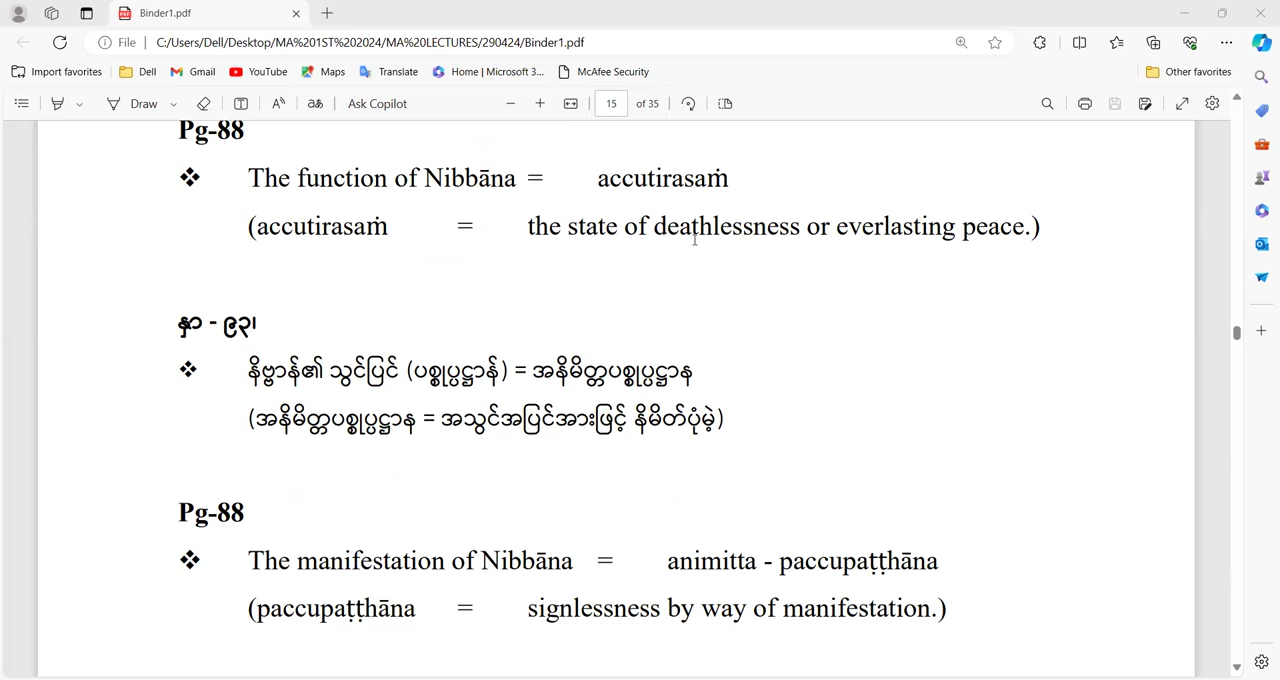 Binder1.pdf
File
C:/Users/Dell/Desktop/MA%201ST%202024/MA%20LECTURES/290424/Binder1.pdf
Import favorites Dell Gmail YouTube Maps Translate Home | Microsoft 3... McAfee Security Other favorites
Draw Ask Copilot 15 of 35
Pg-88
❖ The function of Nibbāna = accutirasaṁ
(accutirasaṁ = the state of deathlessness or everlasting peace.)
နှာ - ၉၃၊
❖ နိဗ္ဗာန်၏ သွင်ပြင် (ပစ္စုပ္ပဋ္ဌာန်) = အနိမိတ္တပစ္စုပ္ပဋ္ဌာန
(အနိမိတ္တပစ္စုပ္ပဋ္ဌာန = အသွင်အပြင်အားဖြင့် နိမိတ်ပုံမဲ့)
Pg-88
❖ The manifestation of Nibbāna = animitta - paccupaṭṭhāna
(paccupaṭṭhāna = signlessness by way of manifestation.)